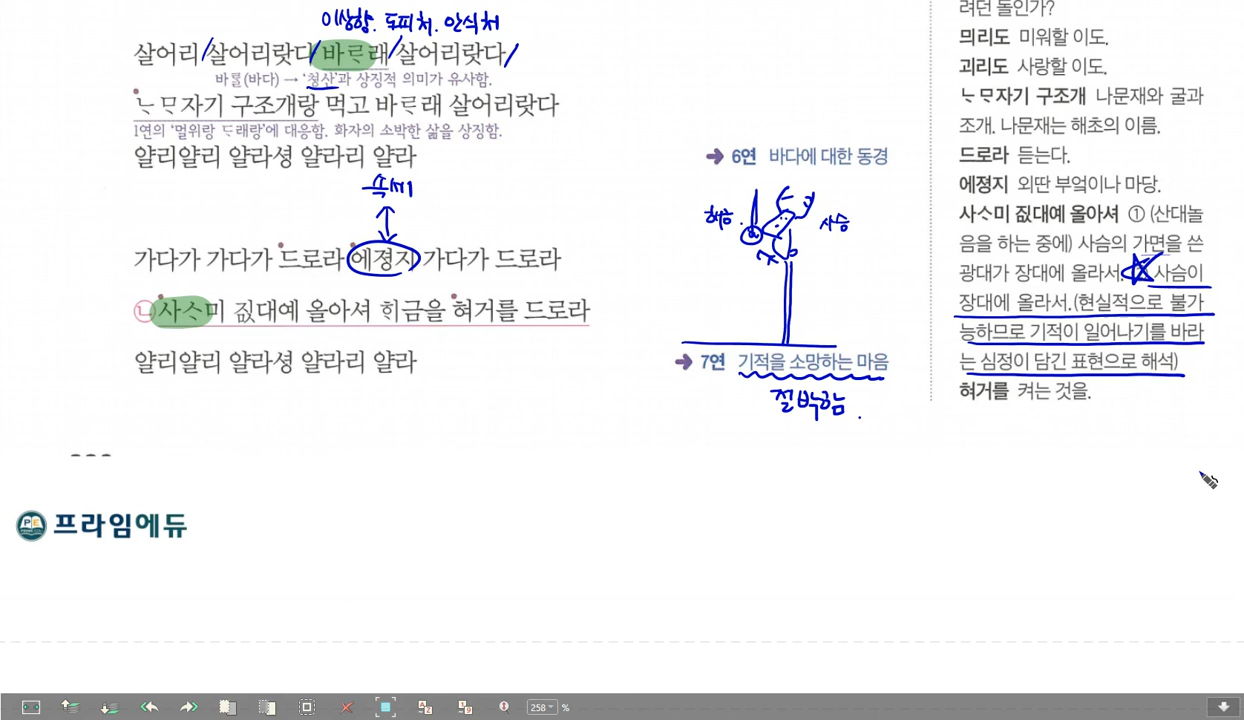 이상향. 도피처. 안식처
살어리/살어리랏다/바ᄅᆞ래/살어리랏다/
바ᄅᆞᆯ(바다) → '청산'과 상징적 의미가 유사함.
ᄂᆞᄆᆞ자기 구조개랑 먹고 바ᄅᆞ래 살어리랏다
1연의 '멀위랑 ᄃᆞ래랑'에 대응함. 화자의 소박한 삶을 상징함.
얄리얄리 얄라셩 얄라리 얄라
➔ 6연 바다에 대한 동경
속세
가다가 가다가 드로라 에졍지 가다가 드로라
㉡사ᄉᆞ미 짒대예 올아셔 ᄒᆡ금을 혀거를 드로라
얄리얄리 얄라셩 얄라리 얄라
해금.
사슴
➔ 7연 기적을 소망하는 마음
절박함.
려던 돌인가?
믜리도 미워할 이도.
괴리도 사랑할 이도.
ᄂᆞᄆᆞ자기 구조개 나문재와 굴과
조개. 나문재는 해초의 이름.
드로라 듣는다.
에졍지 외딴 부엌이나 마당.
사ᄉᆞ미 짒대예 올아셔 ① (산대놀
음을 하는 중에) 사슴의 가면을 쓴
광대가 장대에 올라서. 사슴이
장대에 올라서.(현실적으로 불가
능하므로 기적이 일어나기를 바라
는 심정이 담긴 표현으로 해석)
혀거를 켜는 것을.
PE
프라임에듀
258 %